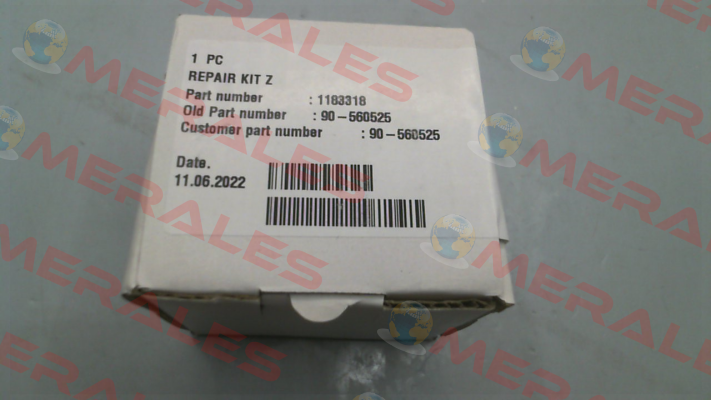 1 PC
REPAIR KIT Z
Part number : 1183318
Old Part number : 90-560525
Customer part number : 90-560525
Date.
11.06.2022
MERALES
MERALES
MERALES
MERALES
MERALES